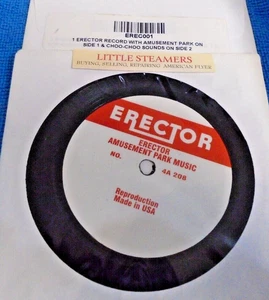 EREC001
1 ERECTOR RECORD WITH AMUSEMENT PARK ON
SIDE 1 & CHOO-CHOO SOUNDS ON SIDE 2
LITTLE STEAMERS
BUYING, SELLING, REPAIRING AMERICAN FLYER
ERECTOR
ERECTOR
AMUSEMENT PARK MUSIC
NO. 4A 208
Reproduction
Made in USA